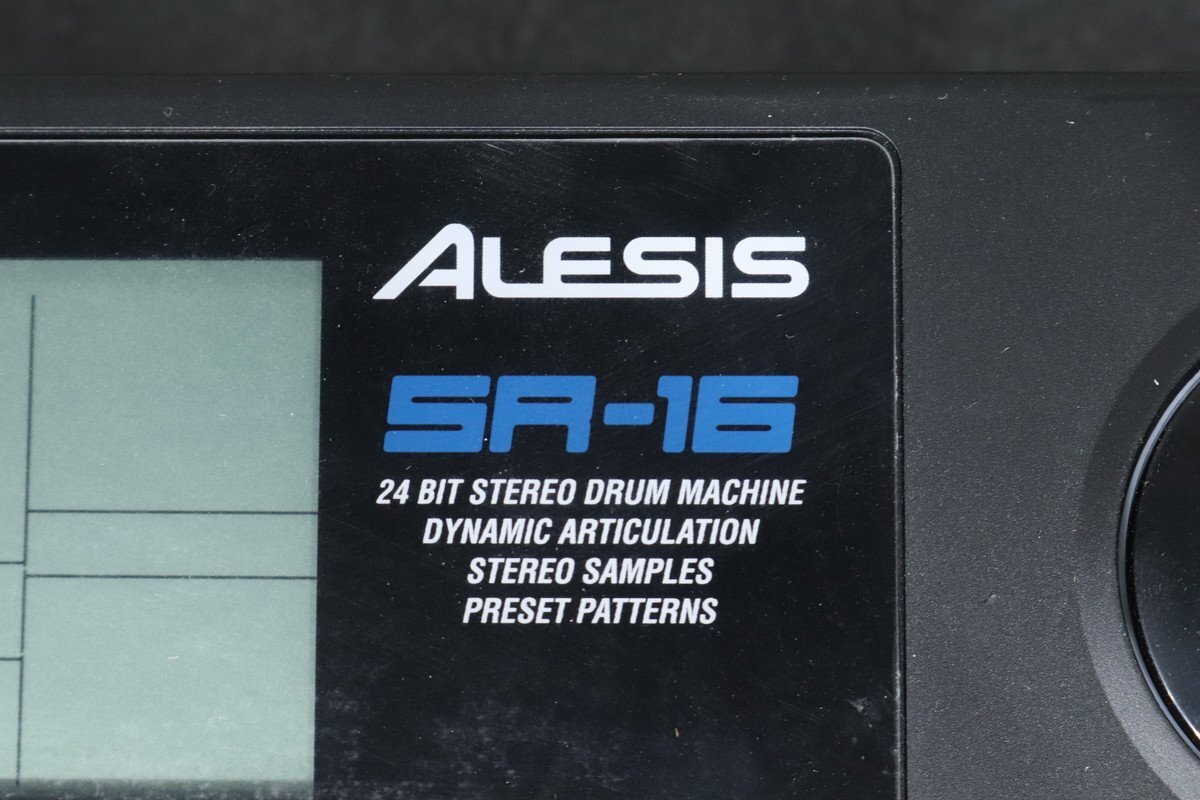 ALESIS
SR-16
24 BIT STEREO DRUM MACHINE
DYNAMIC ARTICULATION
STEREO SAMPLES
PRESET PATTERNS